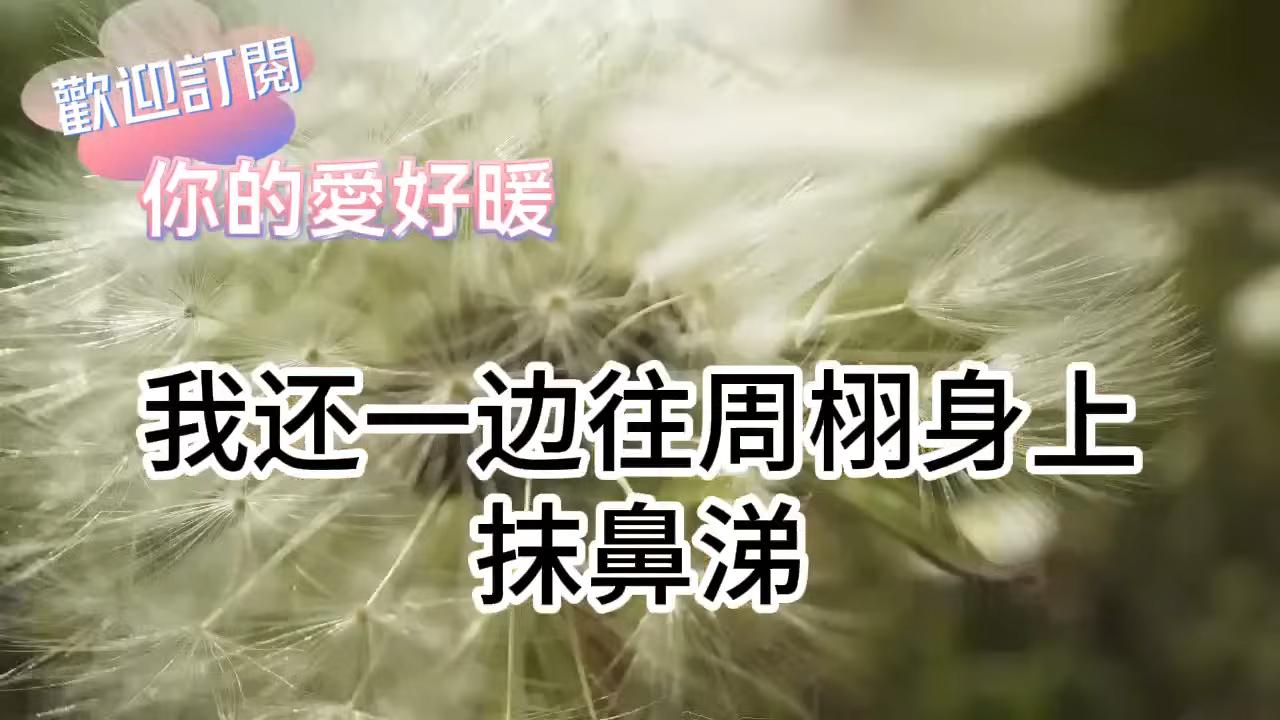 歡迎訂閱
你的愛好暖
我还一边往周栩身上
抹鼻涕